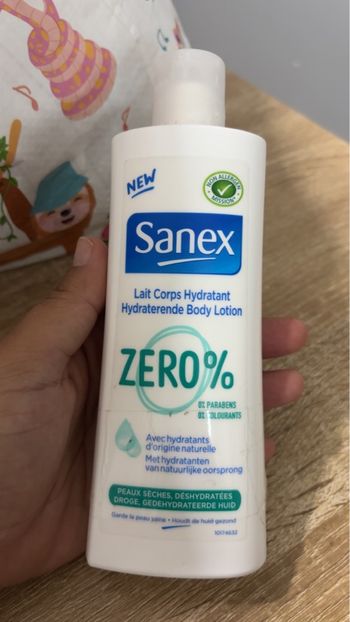 NEW
NON ALLERGEN
MISSION*
Sanex
Lait Corps Hydratant
Hydraterende Body Lotion
ZERO%
0% PARABENS
0% COLOURANTS
Avec hydratants
d'origine naturelle
Met hydratanten
van natuurlijke oorsprong
PEAUX SÈCHES, DÉSHYDRATÉES
DROGE, GEDEHYDRATEERDE HUID
Garde la peau saine • Houdt de huid gezond
10174632